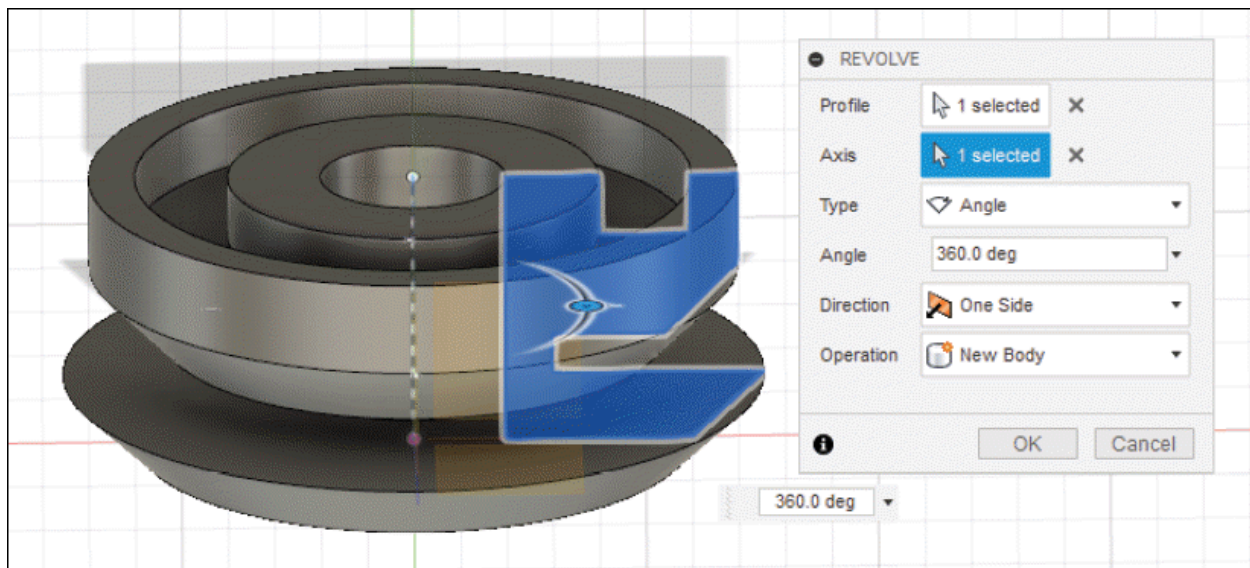 REVOLVE
Profile 1 selected
Axis 1 selected
Type Angle
Angle 360.0 deg
Direction One Side
Operation New Body
OK Cancel
360.0 deg